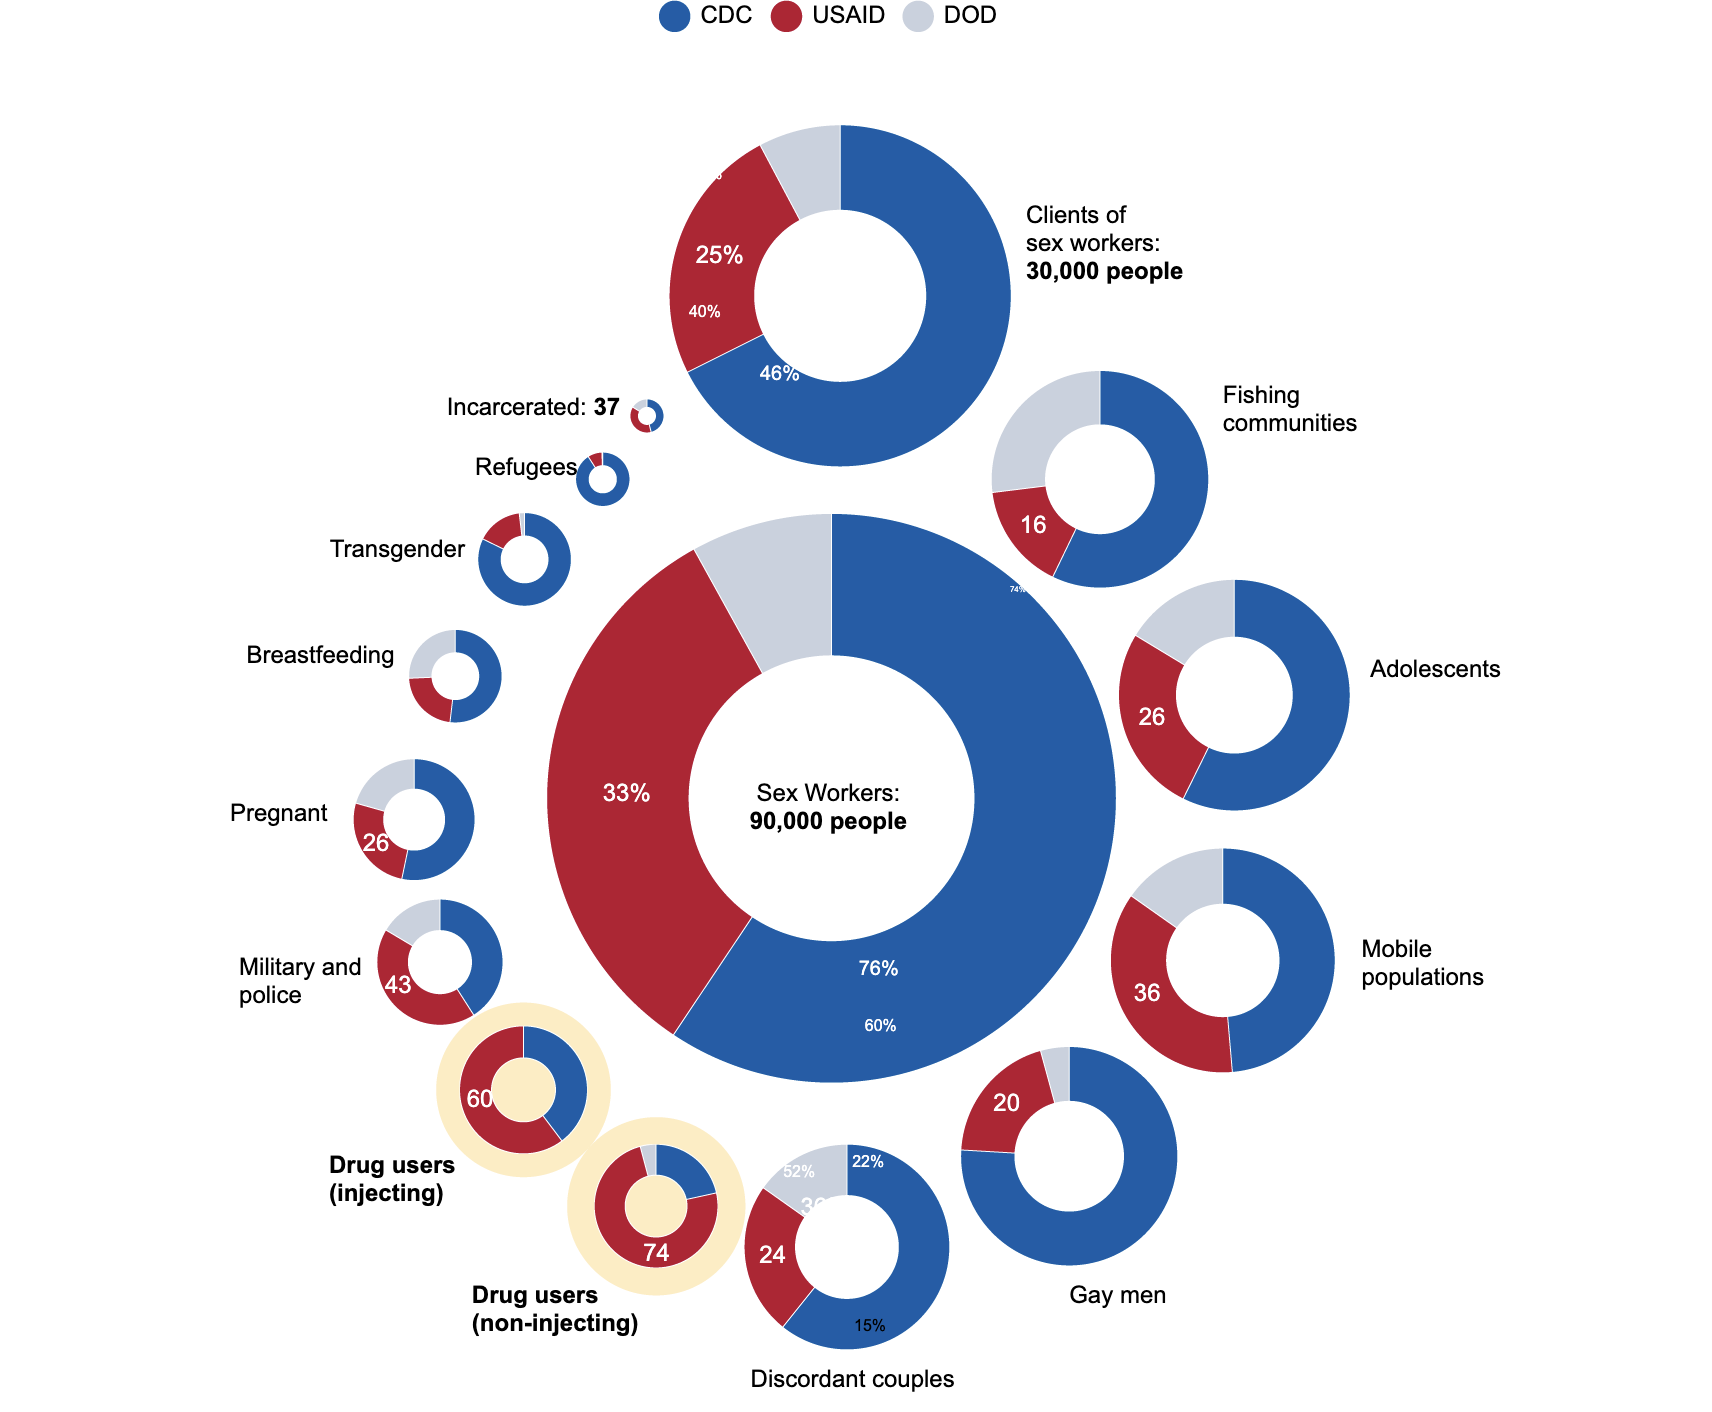 CDC USAID DOD
25%
40%
46%
Clients of
sex workers:
30,000 people
Incarcerated: 37
Refugees
Transgender
Breastfeeding
Pregnant
26
Military and
police
43
Fishing
communities
16
74%
Adolescents
26
33%
Sex Workers:
90,000 people
76%
60%
Mobile
populations
36
60
Drug users
(injecting)
74
Drug users
(non-injecting)
52%
22%
24
15%
Discordant couples
20
Gay men